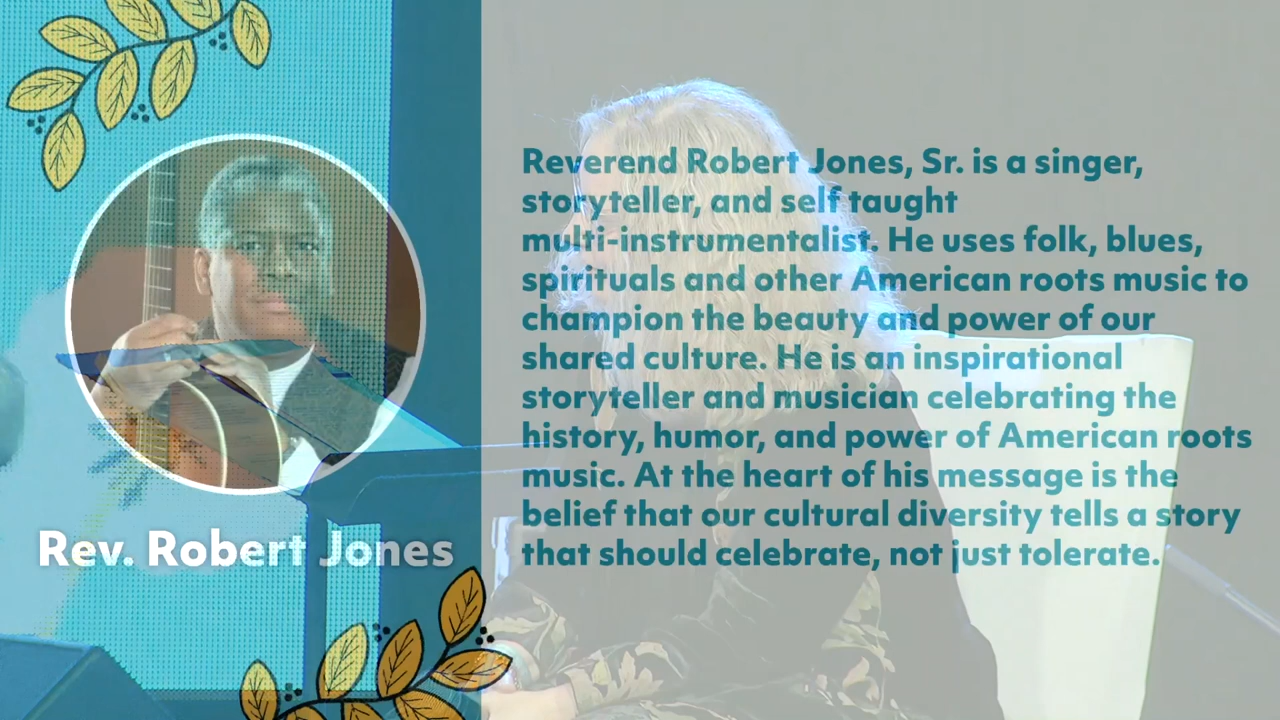 Rev. Robert Jones
Reverend Robert Jones, Sr. is a singer,
storyteller, and self taught
multi-instrumentalist. He uses folk, blues,
spirituals and other American roots music to
champion the beauty and power of our
shared culture. He is an inspirational
storyteller and musician celebrating the
history, humor, and power of American roots
music. At the heart of his message is the
belief that our cultural diversity tells a story
that should celebrate, not just tolerate.